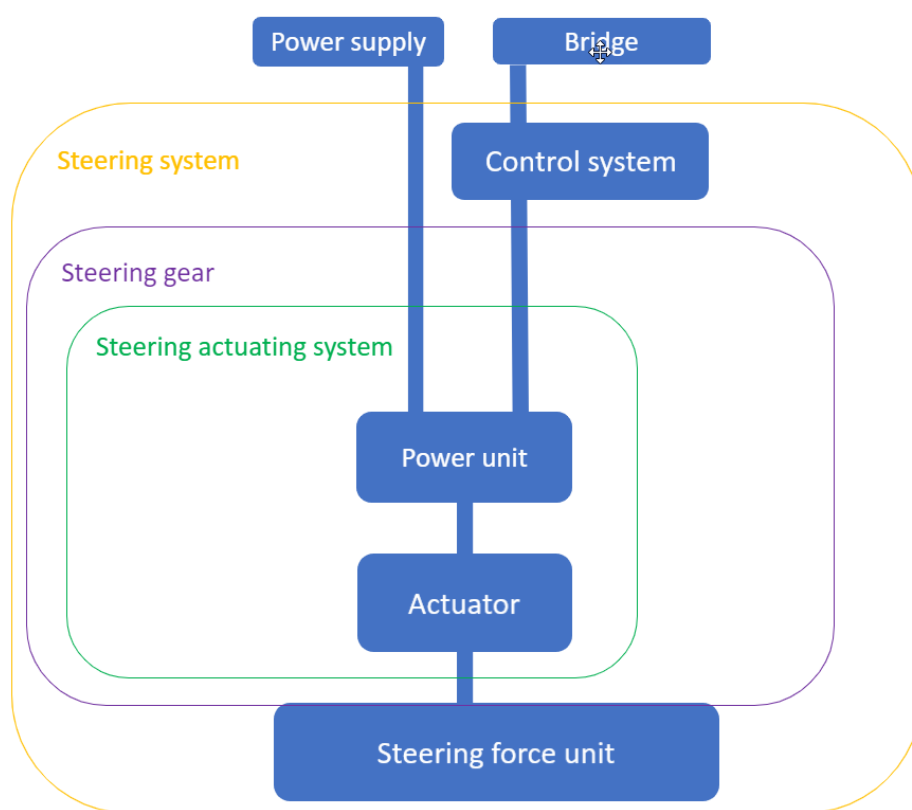 Power supply
Bridge
Steering system
Control system
Steering gear
Steering actuating system
Power unit
Actuator
Steering force unit